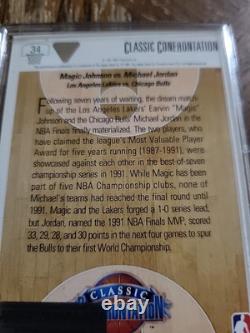 34
CLASSIC CONFRONTATION
Magic Johnson vs. Michael Jordan
Los Angeles Lakers vs. Chicago Bulls
Following seven years of waiting, the dream match-
up of the Los Angeles Lakers' Earvin "Magic"
Johnson and the Chicago Bulls' Michael Jordan in the
NBA Finals finally materialized. The two players, who
have claimed the league's Most Valuable Player
Award for five years running (1987-1991), were
showcased against each other in the best-of-seven
championship series in 1991. While Magic has been
part of five NBA Championship clubs, none of
Michael's teams had reached the final round until
1991. Magic and the Lakers forged a 1-0 series lead,
but Jordan, named the 1991 NBA Finals MVP, scored
33, 29, 28, and 30 points in the next four games to spur
the Bulls to their first World Championship.
CLASSIC
CONFRONTATION
NBA